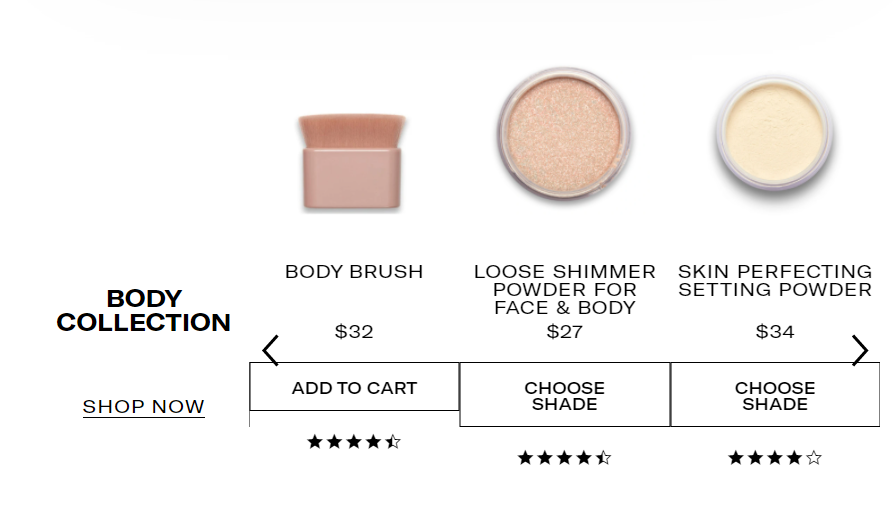 BODY
COLLECTION
SHOP NOW
BODY BRUSH
$32
ADD TO CART
LOOSE SHIMMER
POWDER FOR
FACE & BODY
$27
CHOOSE
SHADE
SKIN PERFECTING
SETTING POWDER
$34
CHOOSE
SHADE